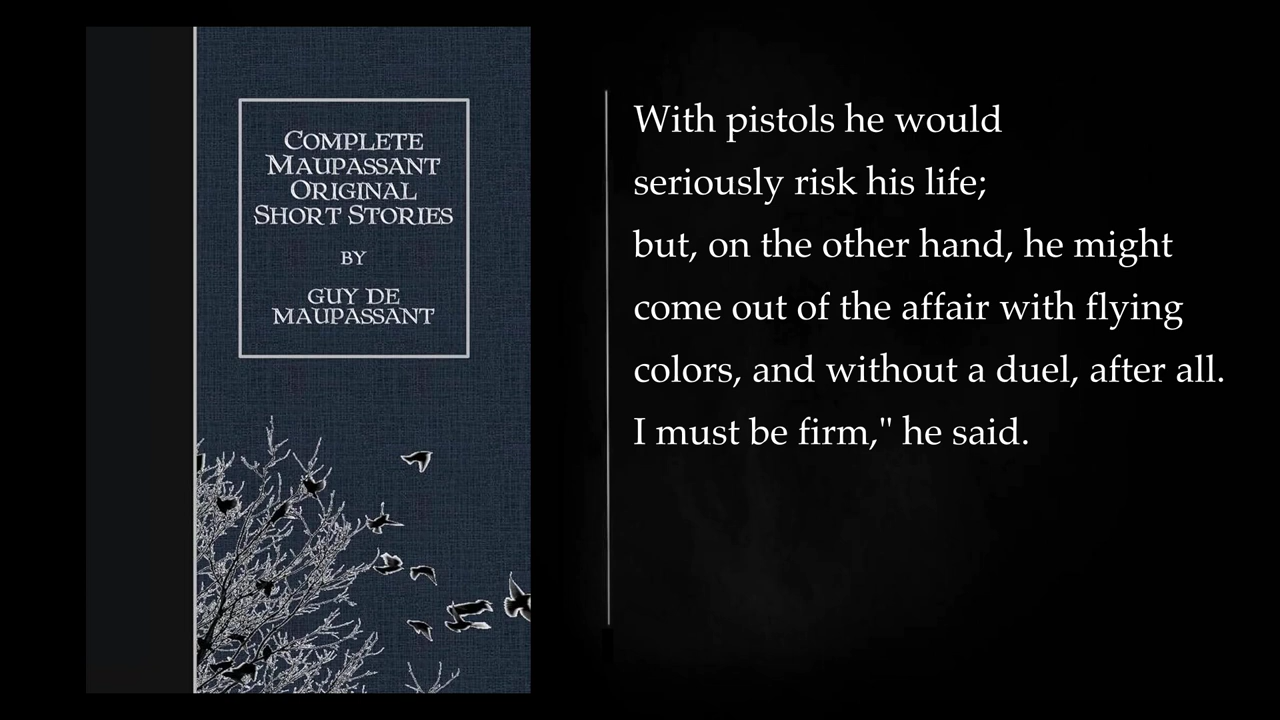 COMPLETE
MAUPASSANT
ORIGINAL
SHORT STORIES
BY
GUY DE
MAUPASSANT
With pistols he would
seriously risk his life;
but, on the other hand, he might
come out of the affair with flying
colors, and without a duel, after all.
I must be firm," he said.